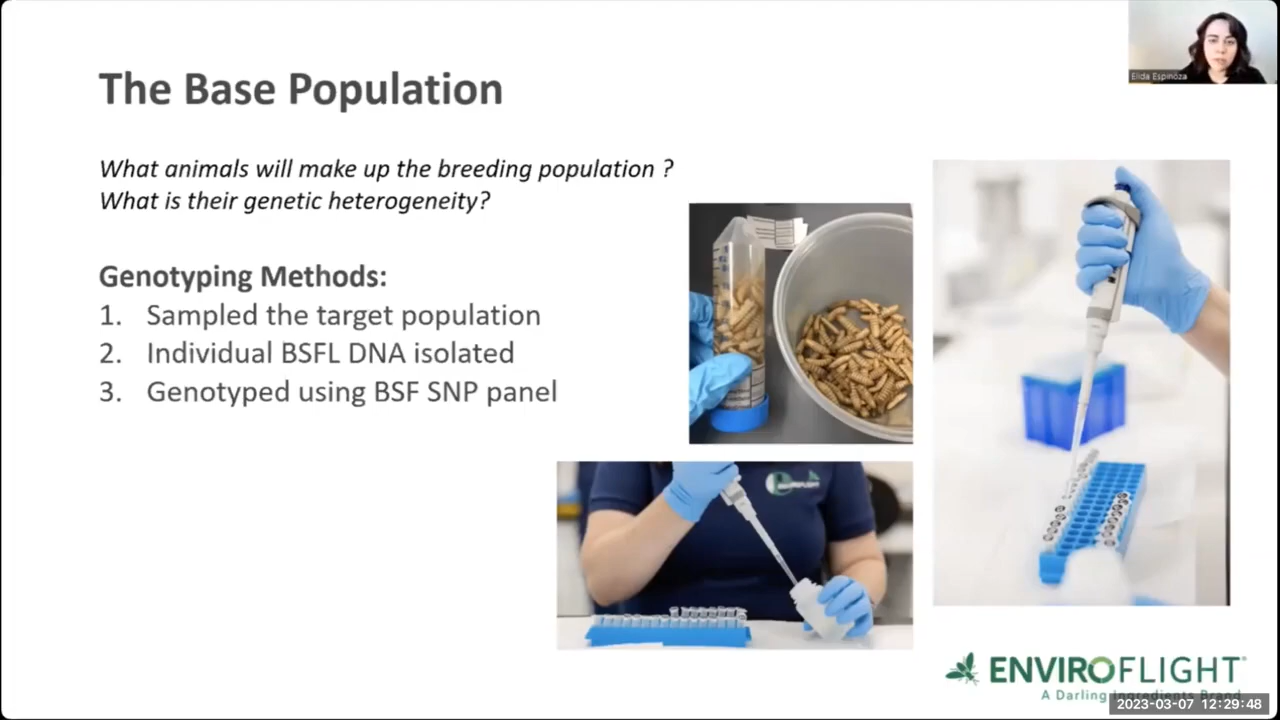 Elida Espinoza
The Base Population
What animals will make up the breeding population ?
What is their genetic heterogeneity?
Genotyping Methods:
1. Sampled the target population
2. Individual BSFL DNA isolated
3. Genotyped using BSF SNP panel
ENVIROFLIGHT
A Darling Ingredients Brand
2023-03-07 12:29:48